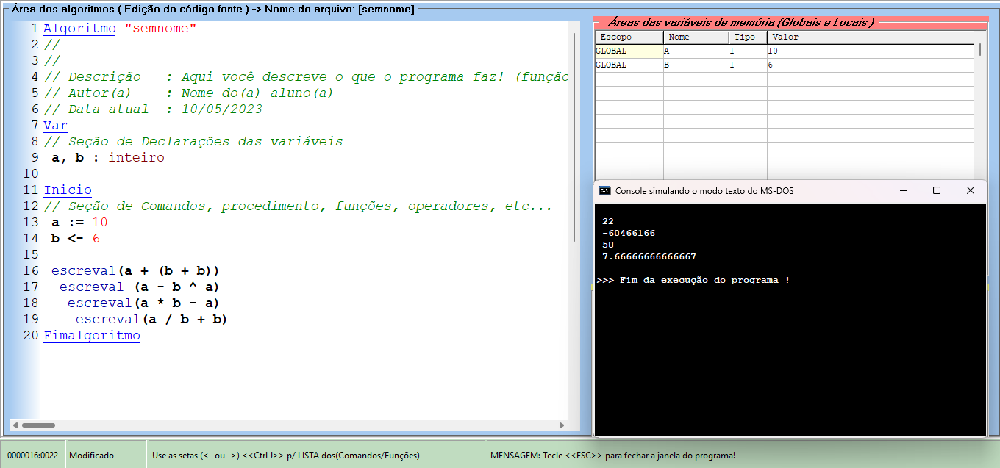 Área dos algoritmos ( Edição do código fonte ) -> Nome do arquivo: [semnome]
1 Algoritmo "semnome"
2 //
3 //
4 // Descrição   : Aqui você descreve o que o programa faz! (função
5 // Autor(a)    : Nome do(a) aluno(a)
6 // Data atual  : 10/05/2023
7 Var
8 // Seção de Declarações das variáveis
9  a, b : inteiro
10
11 Inicio
12 // Seção de Comandos, procedimento, funções, operadores, etc...
13  a := 10
14  b <- 6
15
16  escreval(a + (b + b))
17   escreval (a - b ^ a)
18    escreval(a * b - a)
19     escreval(a / b + b)
20 Fimalgoritmo
Áreas das variáveis de memória (Globais e Locais )
Escopo Nome Tipo Valor
GLOBAL A I 10
GLOBAL B I 6
Console simulando o modo texto do MS-DOS
22
-60466166
50
7.66666666666667
>>> Fim da execução do programa !
0000016:0022 Modificado Use as setas (<- ou ->) <<Ctrl J>> p/ LISTA dos(Comandos/Funções) MENSAGEM: Tecle <<ESC>> para fechar a janela do programa!